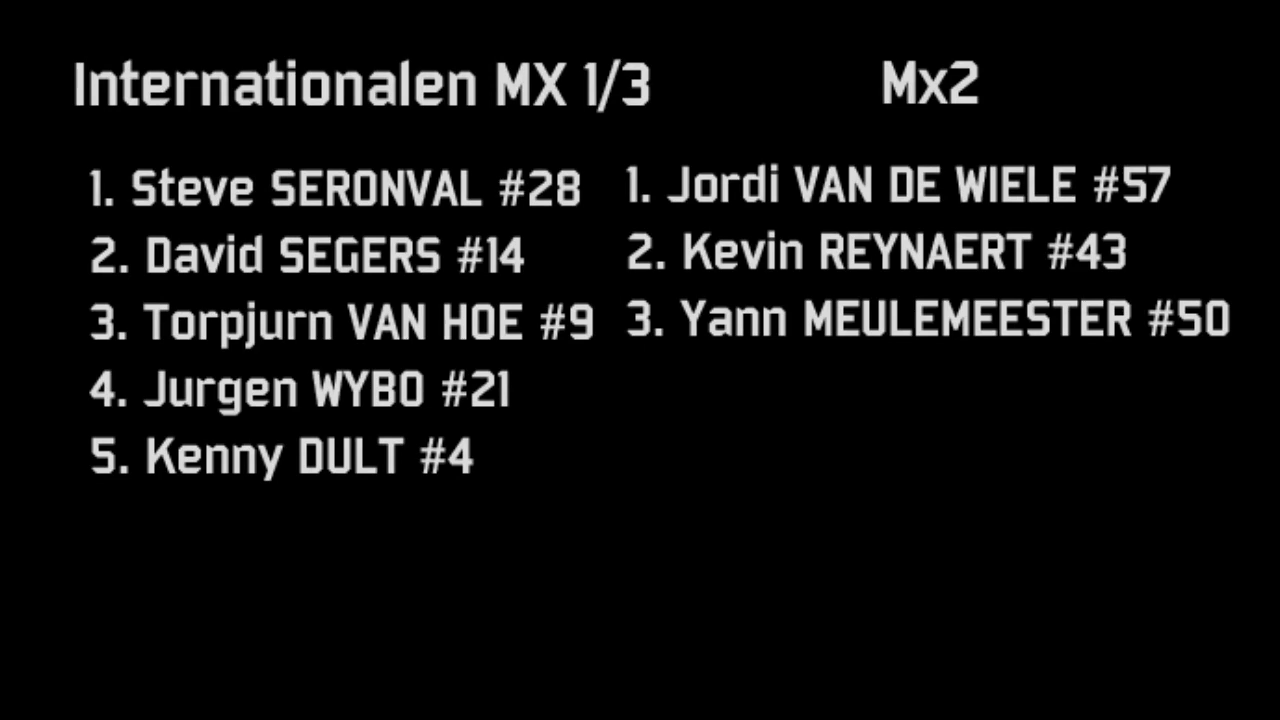 Internationalen MX 1/3
1. Steve SERONVAL #28
2. David SEGERS #14
3. Torpjurn VAN HOE #9
4. Jurgen WYBO #21
5. Kenny DULT #4
Mx2
1. Jordi VAN DE WIELE #57
2. Kevin REYNAERT #43
3. Yann MEULEMEESTER #50